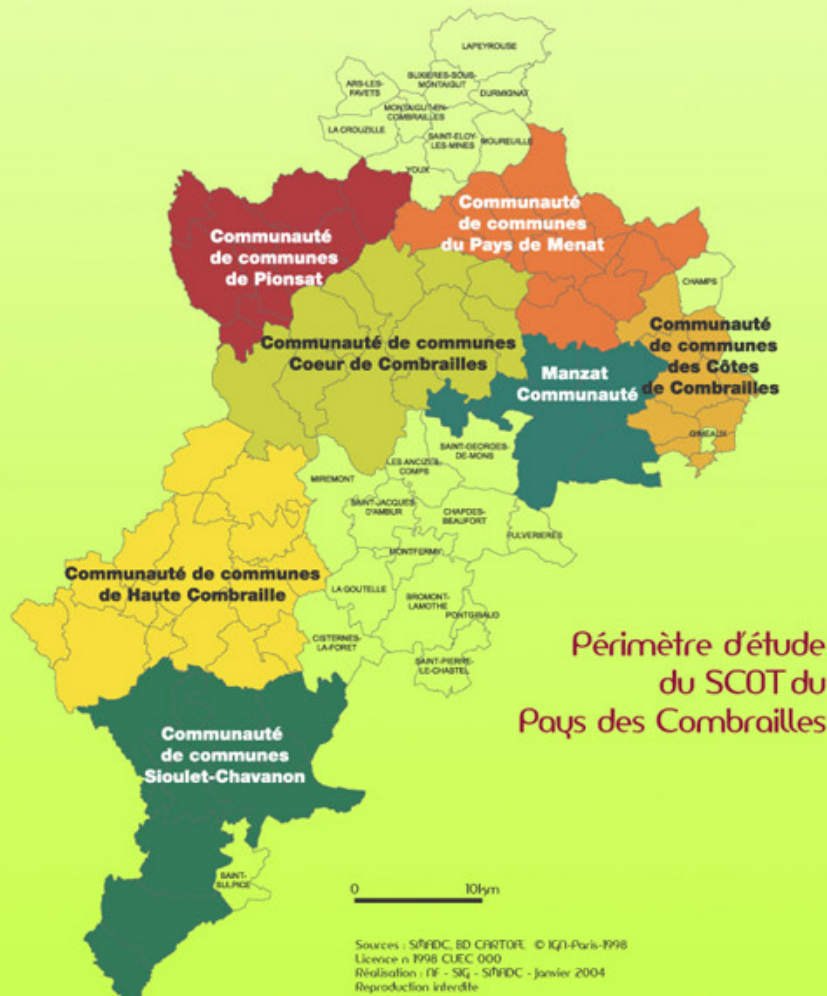 LAPEYROUSE
BUXIERES-SOUS-
MONTAIGUT
ARS-LES-
FAVETS
DURMIGNAT
MONTAIGUT-EN-
COMBRAILLES
LA CROUZILLE
SAINT-ELOY-
LES-MINES
MOUREUILLE
YOUX
Communauté
de communes
du Pays de Menat
Communauté
de communes
de Pionsat
CHAMPS
Communauté
de communes
des Côtes
de Combrailles
Communauté de communes
Coeur de Combrailles
Manzat
Communauté
GIMEAUX
SAINT-GEORGES-
DE-MONS
LES ANCIZES-
COMPS
MIREMONT
SAINT-JACQUES
D'AMBUR
CHAPDES-
BEAUFORT
PULVERIERES
MONTFERMY
Communauté de communes
de Haute Combraille
LA GOUTELLE
BROMONT-
LAMOTHE
PONTGIBAUD
CISTERNES-
LA-FORET
SAINT-PIERRE-
LE-CHASTEL
Périmètre d'étude
du SCOT du
Pays des Combrailles
Communauté
de communes
Sioulet-Chavanon
SAINT-
SULPICE
0 10km
Sources : SMADC, BD CARTO®. © IGN-Paris-1998
Licence n 1998 CUEC 000
Réalisation : NF - SIG - SMADC - Janvier 2004
Reproduction interdite